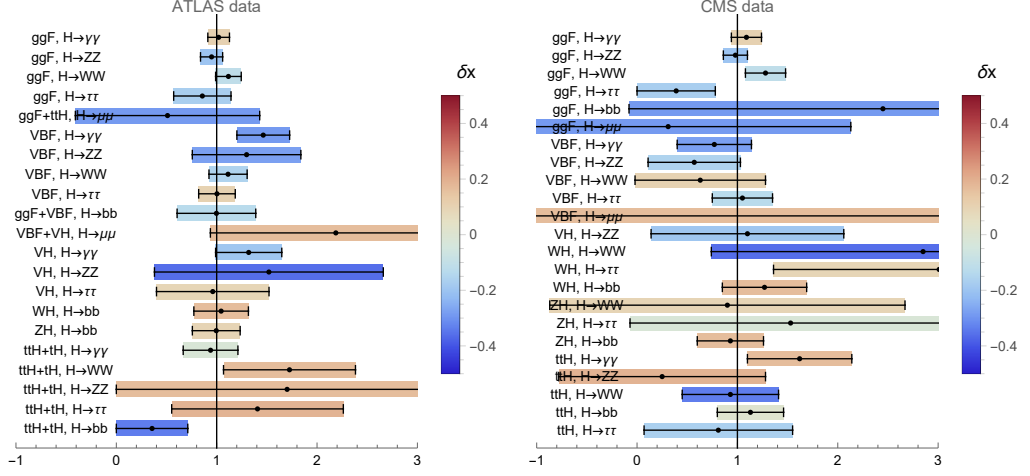 ATLAS data
ggF, H→γγ
ggF, H→ZZ
ggF, H→WW
ggF, H→ττ
ggF+ttH, H→μμ
VBF, H→γγ
VBF, H→ZZ
VBF, H→WW
VBF, H→ττ
ggF+VBF, H→bb
VBF+VH, H→μμ
VH, H→γγ
VH, H→ZZ
VH, H→ττ
WH, H→bb
ZH, H→bb
ttH+tH, H→γγ
ttH+tH, H→WW
ttH+tH, H→ZZ
ttH+tH, H→ττ
ttH+tH, H→bb
−1 0 1 2 3
δx
0.4
0.2
0
−0.2
−0.4
CMS data
ggF, H→γγ
ggF, H→ZZ
ggF, H→WW
ggF, H→ττ
ggF, H→bb
ggF, H→μμ
VBF, H→γγ
VBF, H→ZZ
VBF, H→WW
VBF, H→ττ
VBF, H→μμ
VH, H→ZZ
WH, H→WW
WH, H→ττ
WH, H→bb
ZH, H→WW
ZH, H→ττ
ZH, H→bb
ttH, H→γγ
ttH, H→ZZ
ttH, H→WW
ttH, H→bb
ttH, H→ττ
−1 0 1 2 3
δx
0.4
0.2
0
−0.2
−0.4